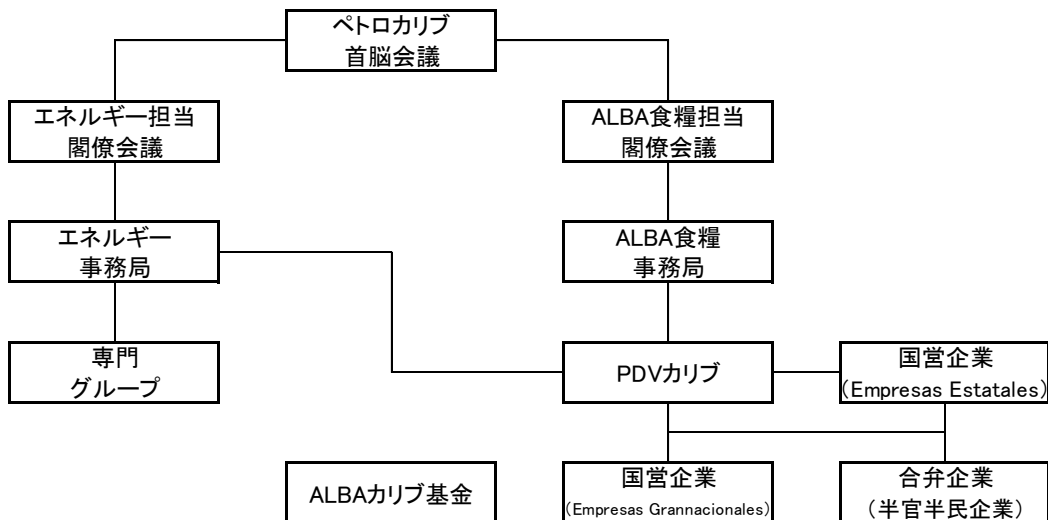 ペトロカリブ
首脳会議
エネルギー担当
閣僚会議
ALBA食糧担当
閣僚会議
エネルギー
事務局
ALBA食糧
事務局
専門
グループ
PDVカリブ
国営企業
(Empresas Estatales)
ALBAカリブ基金
国営企業
(Empresas Grannacionales)
合弁企業
(半官半民企業)